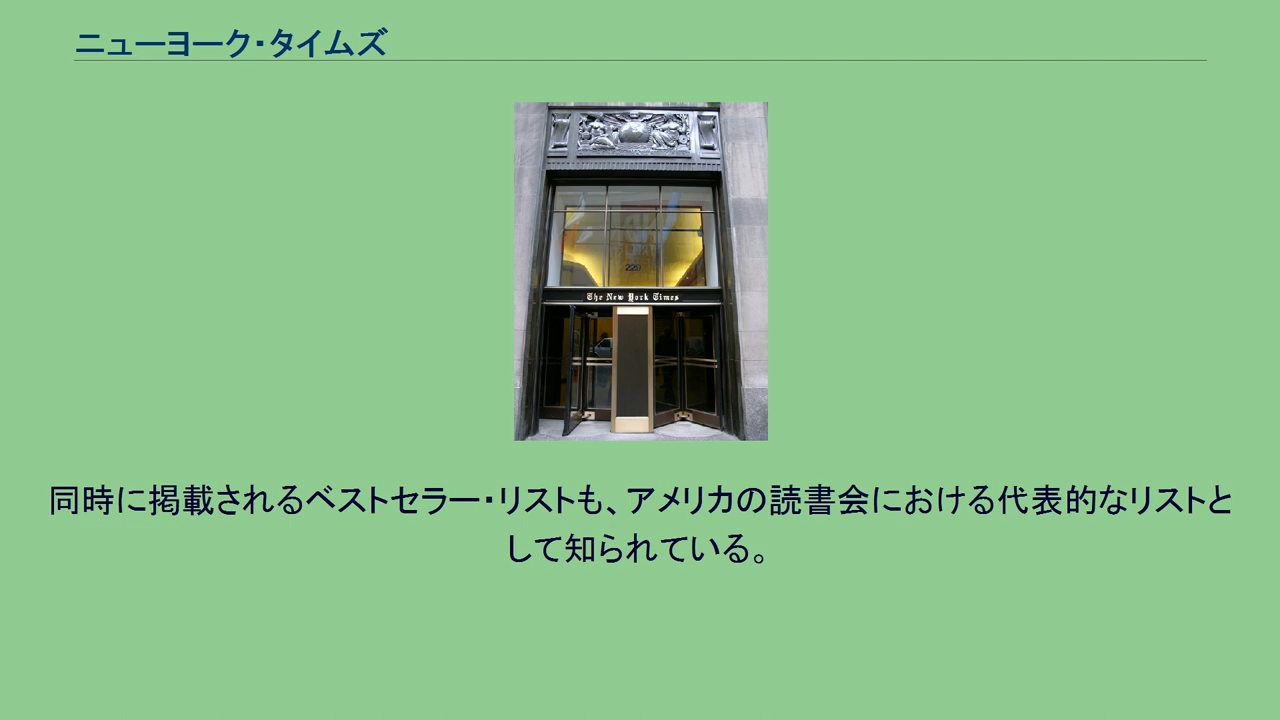 ニューヨーク・タイムズ
229
The New York Times
同時に掲載されるベストセラー・リストも、アメリカの読書会における代表的なリストと
して知られている。